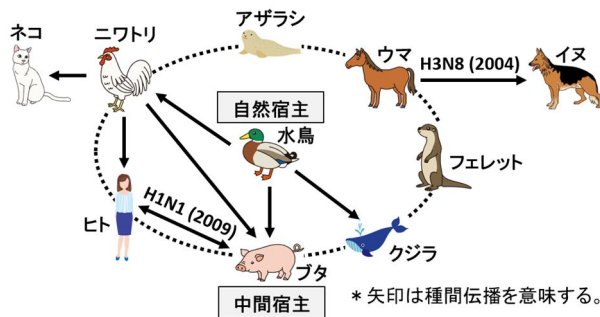 アザラシ
ネコ
ニワトリ
ウマ
H3N8 (2004)
イヌ
自然宿主
水鳥
フェレット
H1N1 (2009)
ヒト
クジラ
ブタ
中間宿主
＊矢印は種間伝播を意味する。